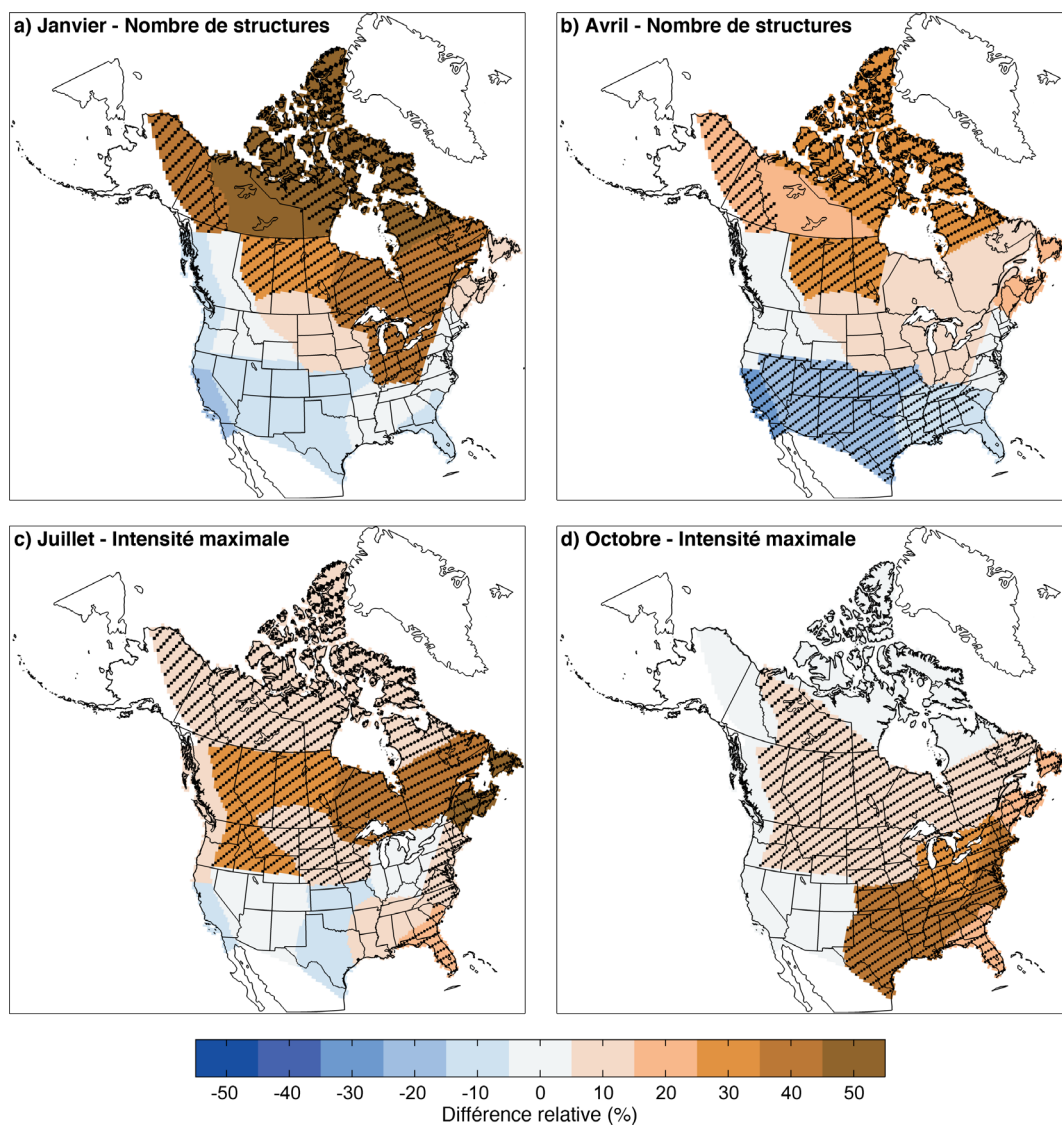 a) Janvier - Nombre de structures
b) Avril - Nombre de structures
c) Juillet - Intensité maximale
d) Octobre - Intensité maximale
-50 -40 -30 -20 -10 0 10 20 30 40 50
Différence relative (%)